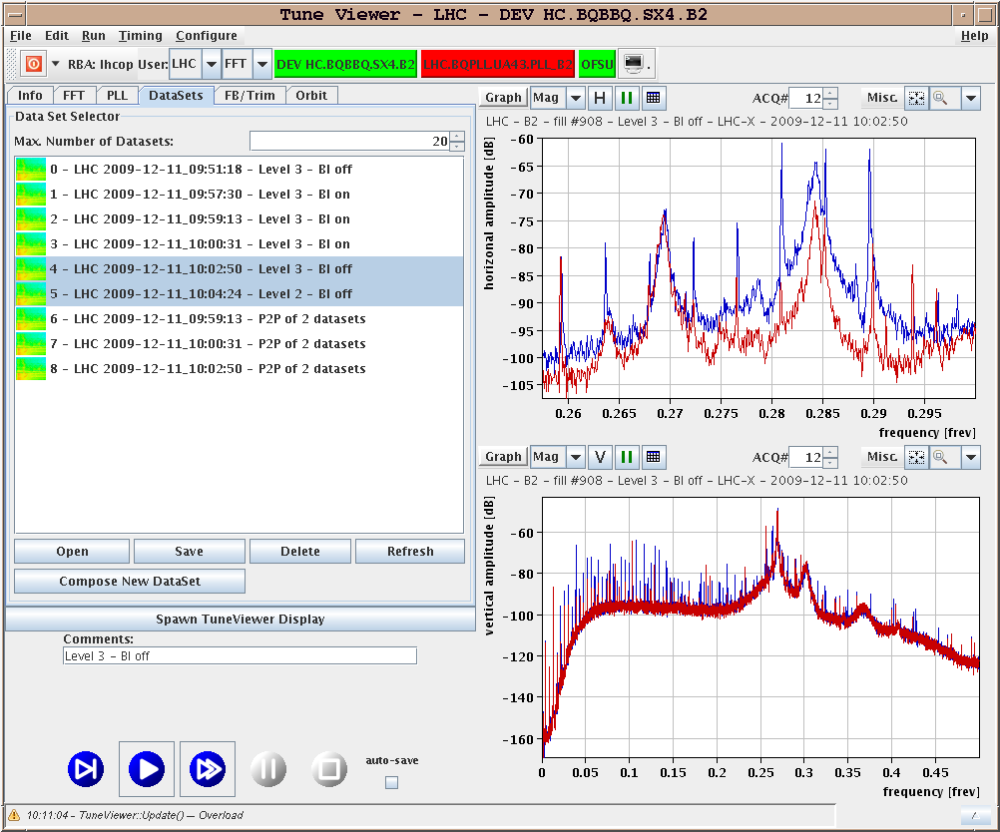 Tune Viewer - LHC - DEV HC.BQBBQ.SX4.B2
File Edit Run Timing Configure Help
RBA: lhcop User: LHC FFT DEV HC.BQBBQ.SX4.B2 LHC.BQPLL.UA43.PLL_B2 OFSU
Info FFT PLL DataSets FB/Trim Orbit
Data Set Selector
Max. Number of Datasets: 20
0 - LHC 2009-12-11_09:51:18 - Level 3 - BI off
1 - LHC 2009-12-11_09:57:30 - Level 3 - BI on
2 - LHC 2009-12-11_09:59:13 - Level 3 - BI on
3 - LHC 2009-12-11_10:00:31 - Level 3 - BI on
4 - LHC 2009-12-11_10:02:50 - Level 3 - BI off
5 - LHC 2009-12-11_10:04:24 - Level 2 - BI off
6 - LHC 2009-12-11_09:59:13 - P2P of 2 datasets
7 - LHC 2009-12-11_10:00:31 - P2P of 2 datasets
8 - LHC 2009-12-11_10:02:50 - P2P of 2 datasets
Open Save Delete Refresh
Compose New DataSet
Spawn TuneViewer Display
Comments:
Level 3 - BI off
auto-save
Graph Mag H ACQ# 12 Misc.
LHC - B2 - fill #908 - Level 3 - BI off - LHC-X - 2009-12-11 10:02:50
horizonal amplitude [dB]
-60
-65
-70
-75
-80
-85
-90
-95
-100
-105
0.26 0.265 0.27 0.275 0.28 0.285 0.29 0.295
frequency [frev]
Graph Mag V ACQ# 12 Misc.
LHC - B2 - fill #908 - Level 3 - BI off - LHC-X - 2009-12-11 10:02:50
vertical amplitude [dB]
-60
-80
-100
-120
-140
-160
0 0.05 0.1 0.15 0.2 0.25 0.3 0.35 0.4 0.45
frequency [frev]
10:11:04 - TuneViewer::Update() -- Overload